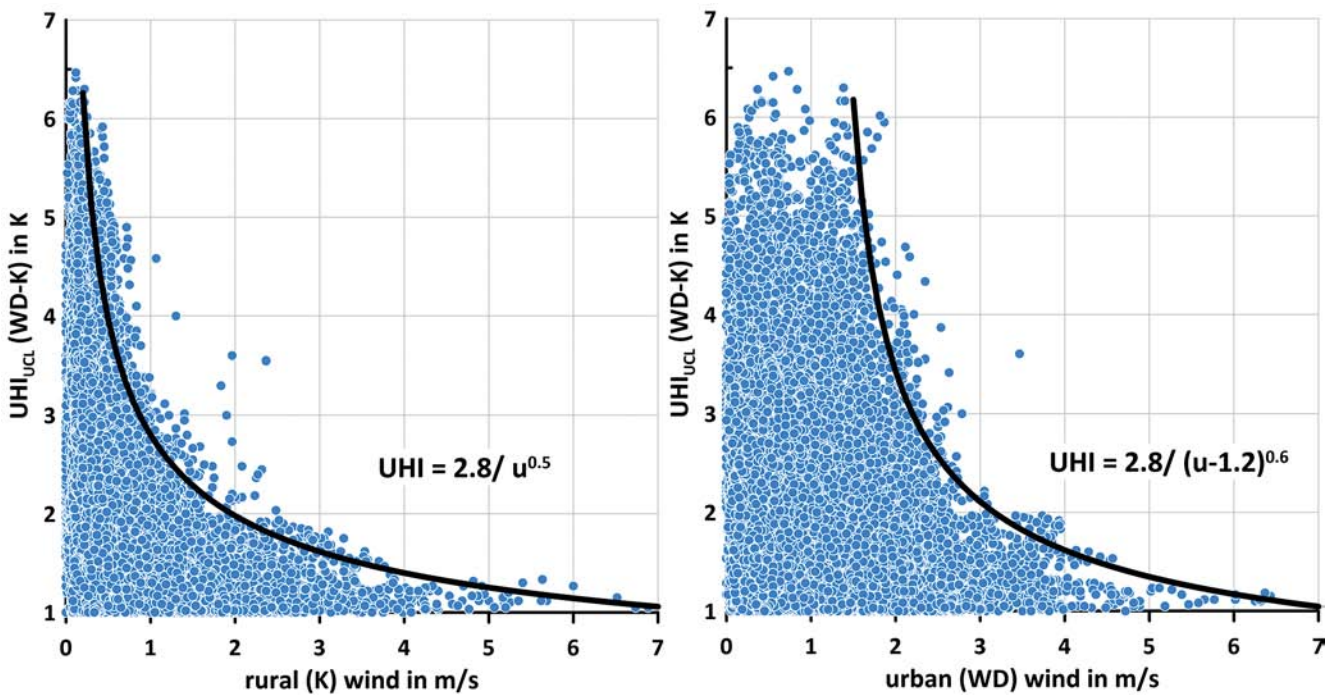 7
6
5
4
3
2
1
0 1 2 3 4 5 6 7
UHI_UCL (WD-K) in K
UHI = 2.8/ u^0.5
rural (K) wind in m/s
7
6
5
4
3
2
1
0 1 2 3 4 5 6 7
UHI_UCL (WD-K) in K
UHI = 2.8/ (u-1.2)^0.6
urban (WD) wind in m/s